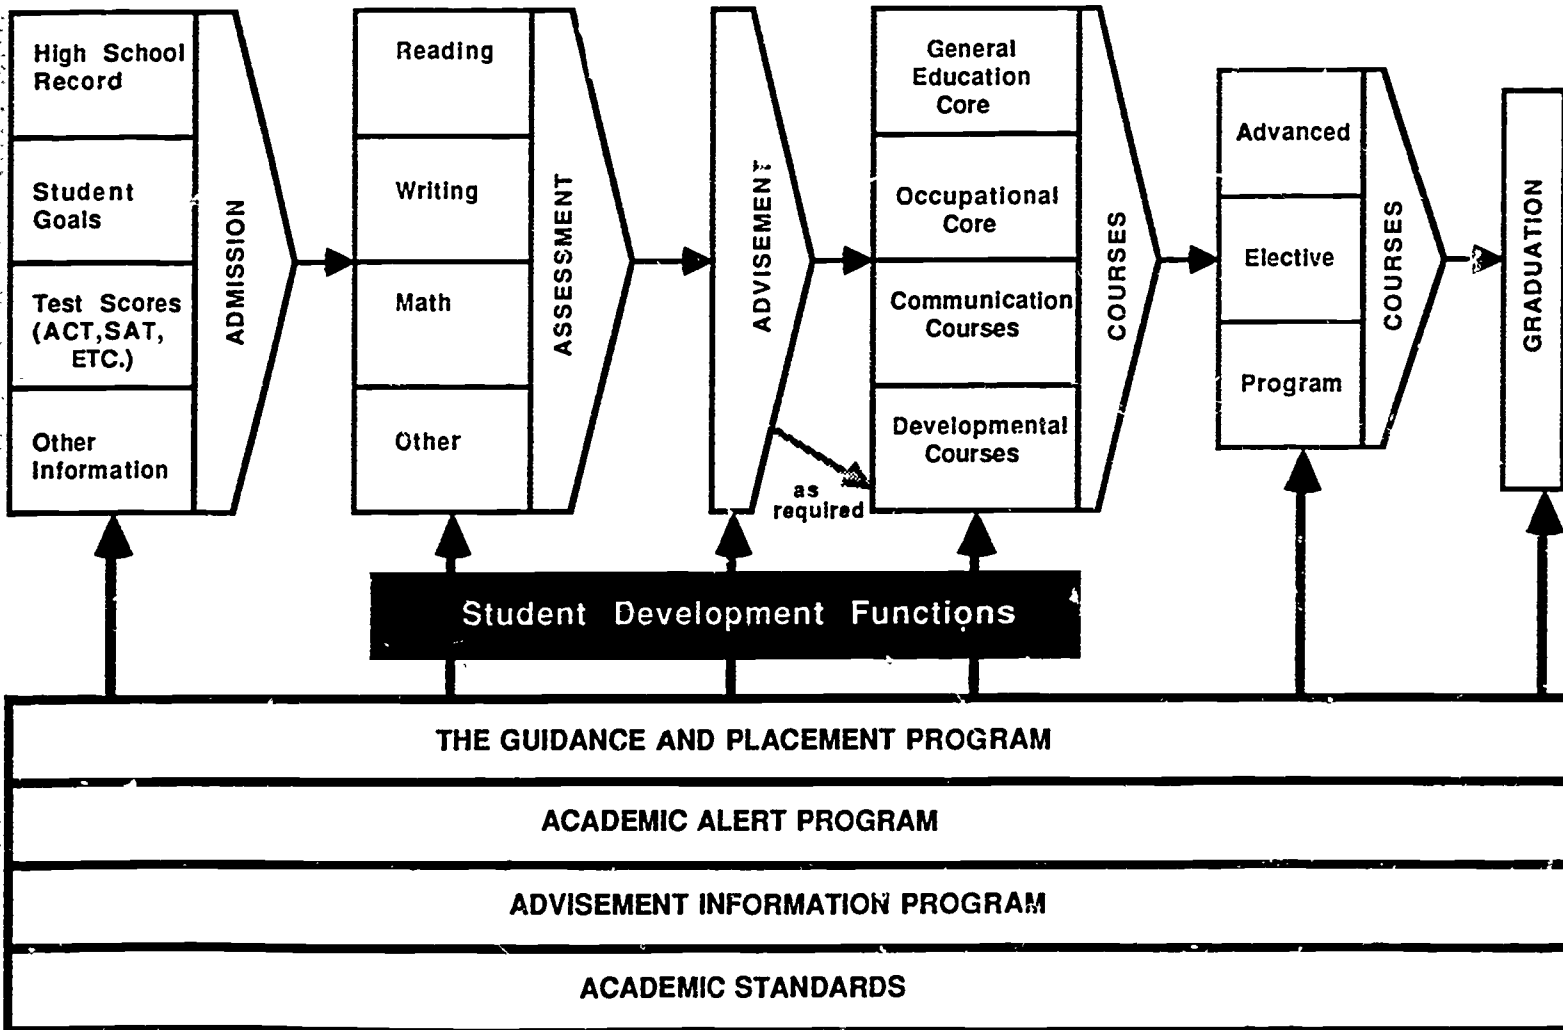 High School
Record
Student
Goals
Test Scores
(ACT,SAT,
ETC.)
Other
Information
ADMISSION
Reading
Writing
Math
Other
ASSESSMENT
ADVISEMENT
as
required
General
Education
Core
Occupational
Core
Communication
Courses
Developmental
Courses
COURSES
Advanced
Elective
Program
COURSES
GRADUATION
Student Development Functions
THE GUIDANCE AND PLACEMENT PROGRAM
ACADEMIC ALERT PROGRAM
ADVISEMENT INFORMATION PROGRAM
ACADEMIC STANDARDS